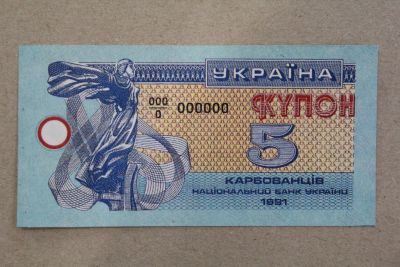 УКРАЇНА
000
0 000000
КУПОН
5
КАРБОВАНЦІВ
НАЦІОНАЛЬНИЙ БАНК УКРАЇНИ
1991